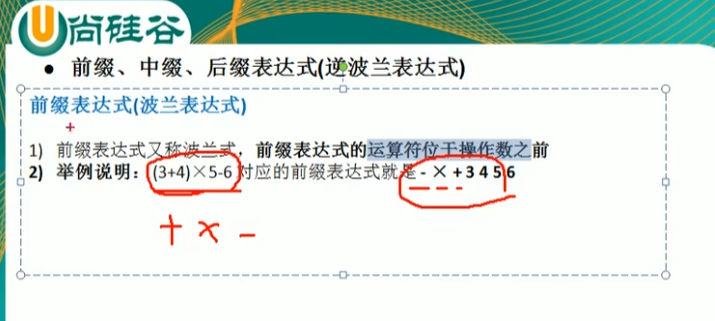 尚硅谷
● 前缀、中缀、后缀表达式(逆波兰表达式)
前缀表达式(波兰表达式)
1) 前缀表达式又称波兰式，前缀表达式的运算符位于操作数之前
2) 举例说明：(3+4)×5-6 对应的前缀表达式就是 - × + 3 4 5 6
+ × -